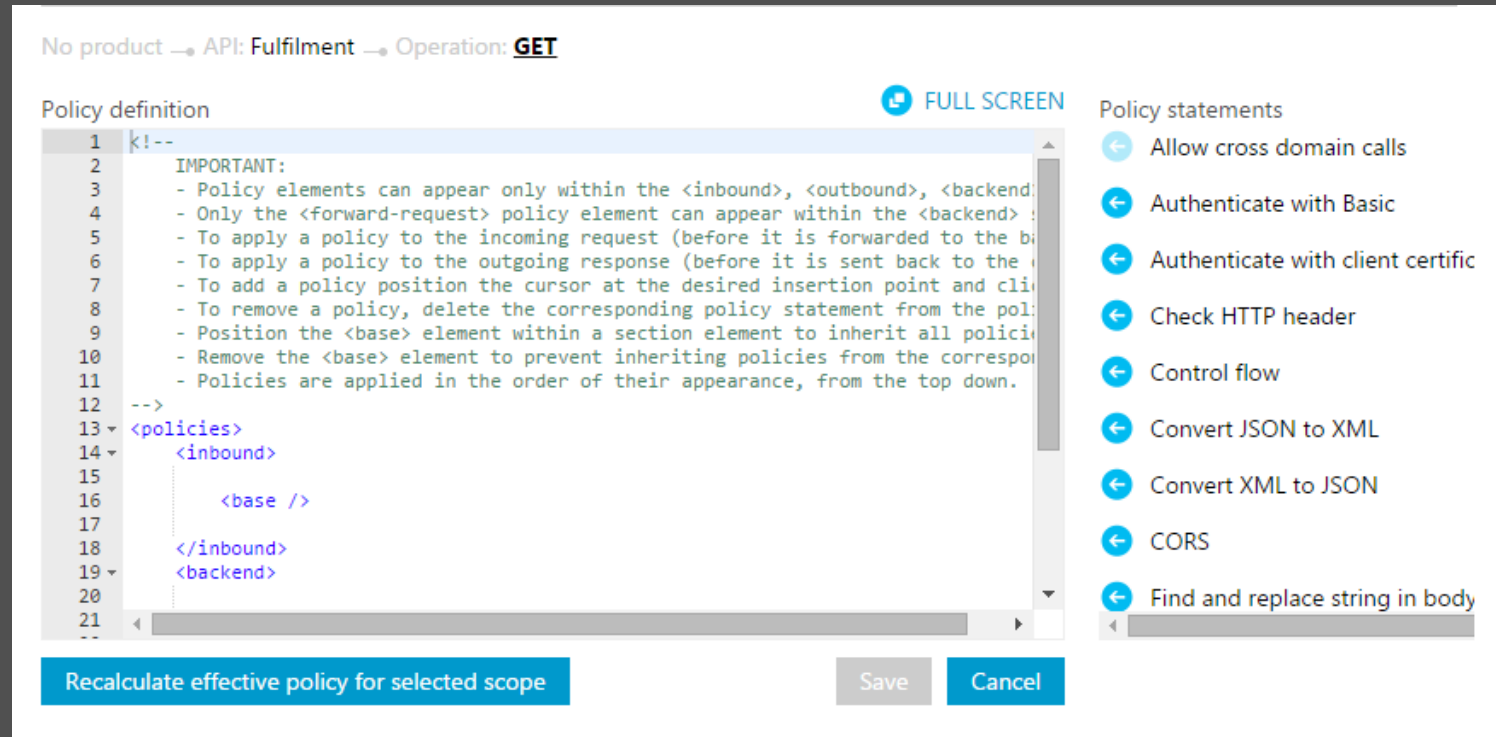 No product API: Fulfilment Operation: GET
Policy definition
FULL SCREEN
1 <!--
2 IMPORTANT:
3 - Policy elements can appear only within the <inbound>, <outbound>, <backend
4 - Only the <forward-request> policy element can appear within the <backend>
5 - To apply a policy to the incoming request (before it is forwarded to the
6 - To apply a policy to the outgoing response (before it is sent back to the
7 - To add a policy position the cursor at the desired insertion point and
8 - To remove a policy, delete the corresponding policy statement from the
9 - Position the <base> element within a section element to inherit all
10 - Remove the <base> element to prevent inheriting policies from the
11 - Policies are applied in the order of their appearance, from the top down.
12 -->
13 <policies>
14 <inbound>
15
16 <base />
17
18 </inbound>
19 <backend>
20
21
Policy statements
Allow cross domain calls
Authenticate with Basic
Authenticate with client certific
Check HTTP header
Control flow
Convert JSON to XML
Convert XML to JSON
CORS
Find and replace string in body
Recalculate effective policy for selected scope
Save
Cancel